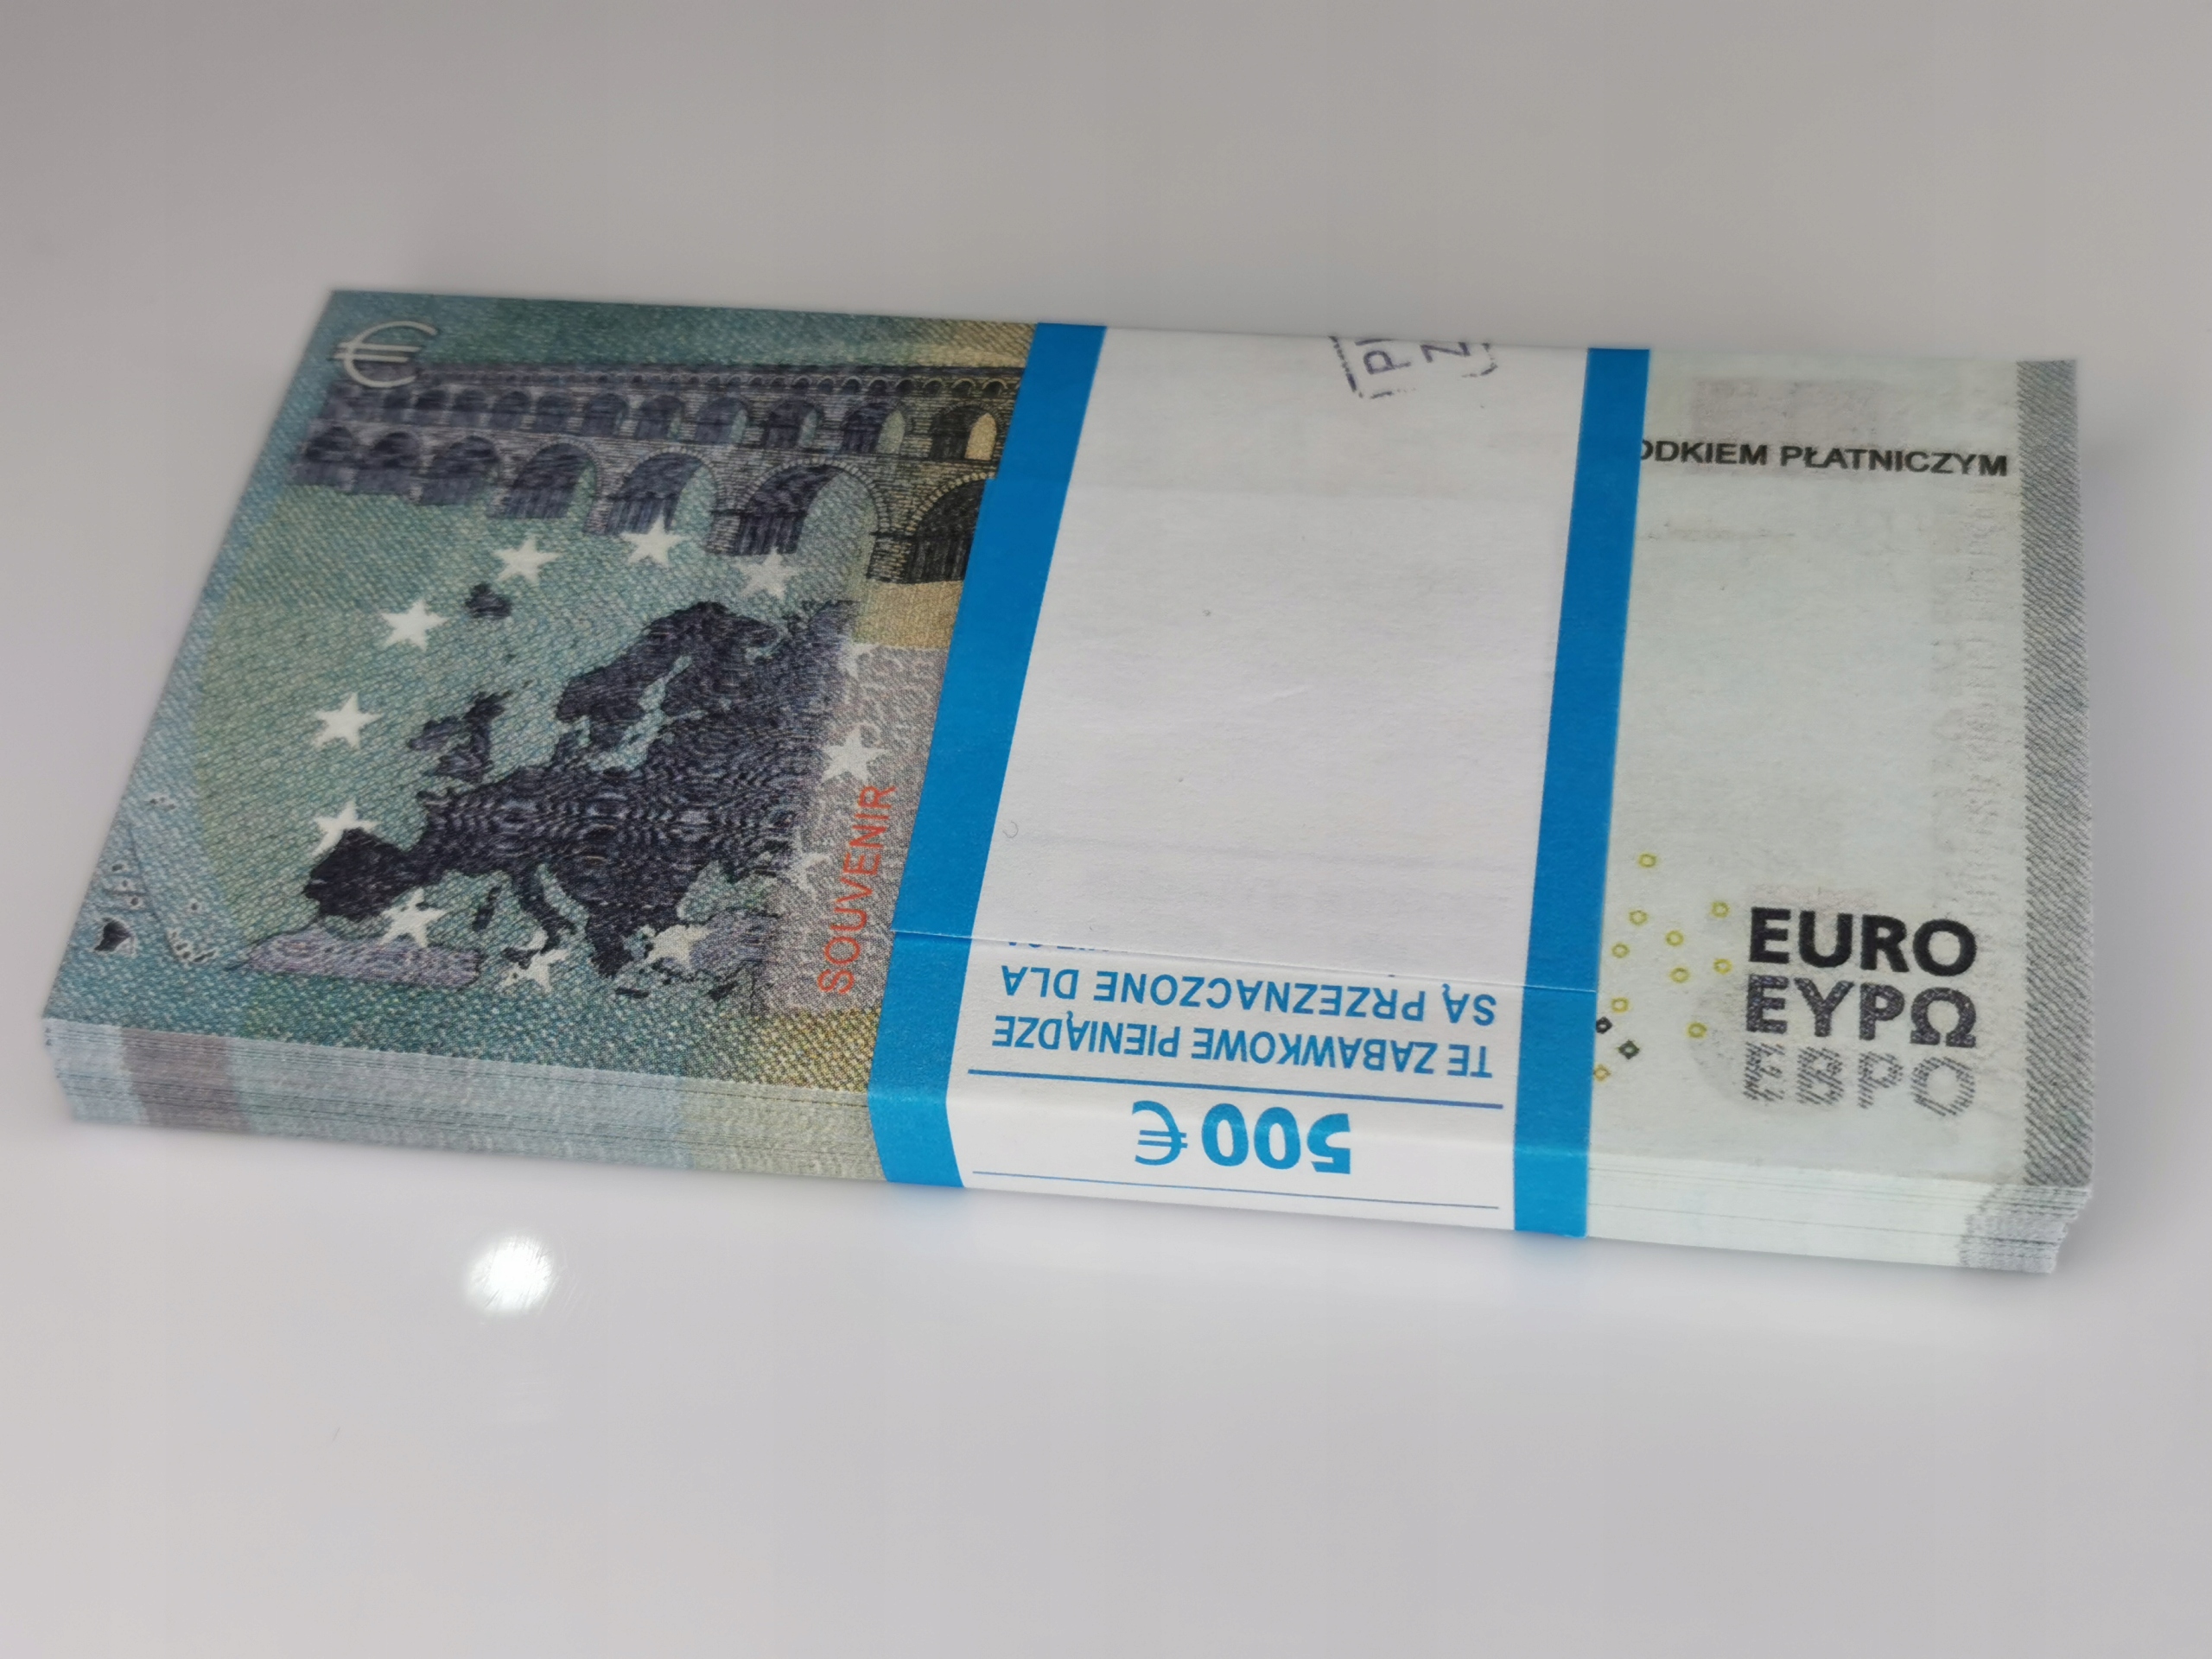 €
SOUVENIR
ODKIEM PŁATNICZYM
EURO
ΕΥΡΩ
ЕВРО
500 €
TE ZABAWKOWE PIENIĄDZE
SĄ PRZEZNACZONE DLA